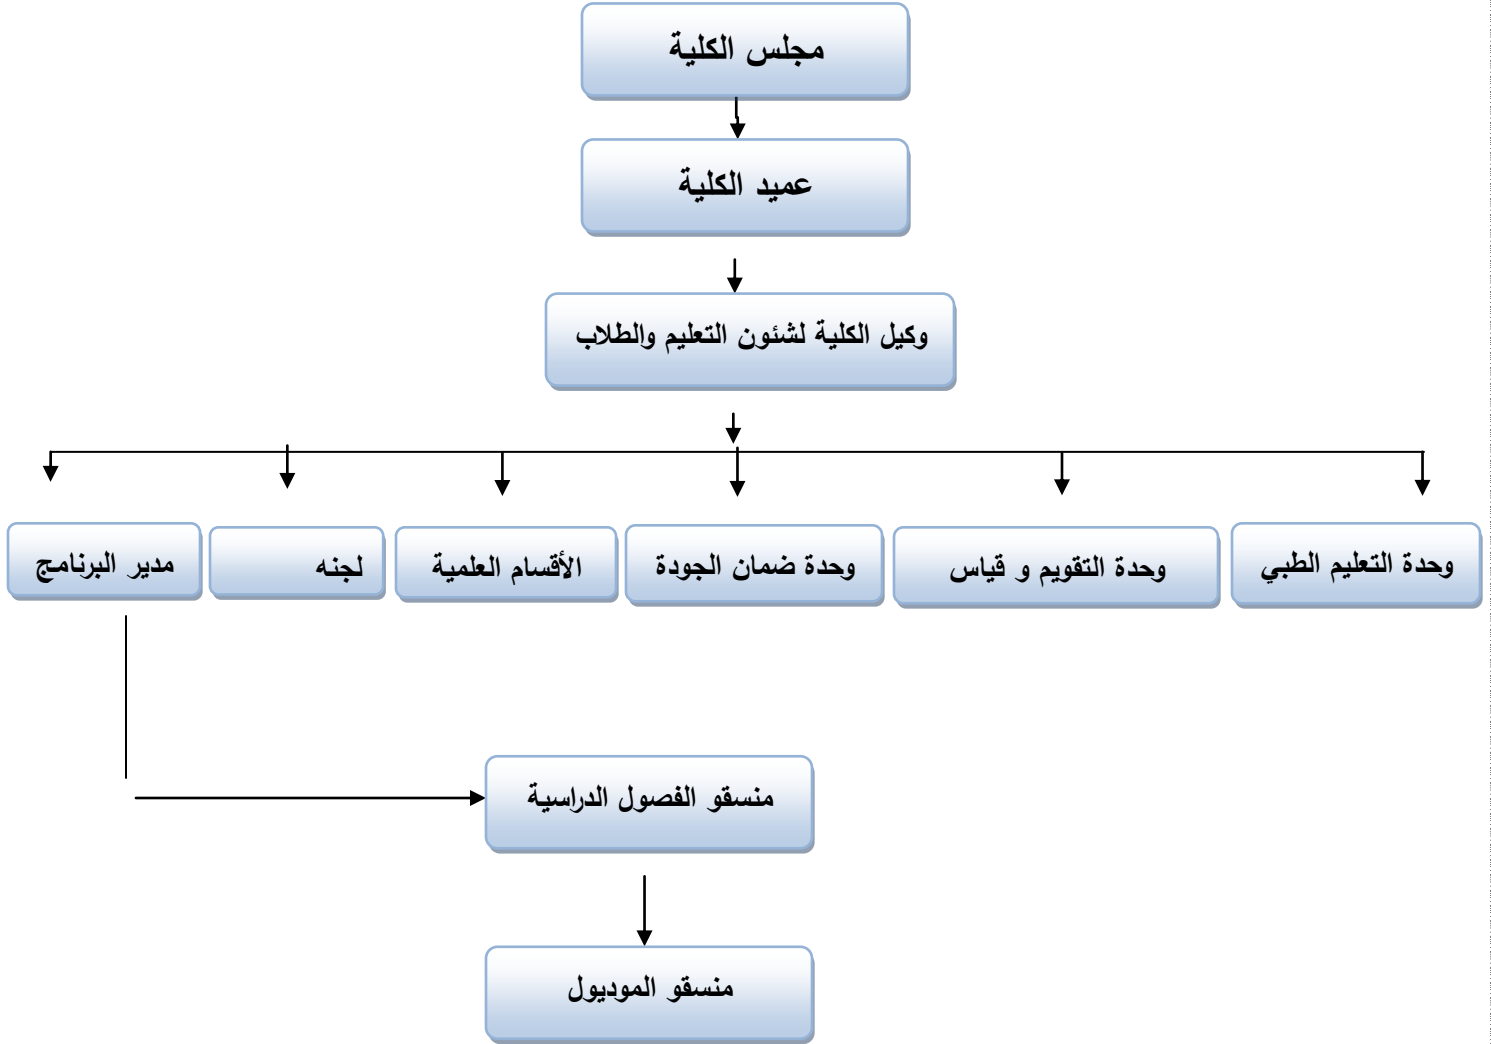 مجلس الكلية
عميد الكلية
وكيل الكلية لشئون التعليم والطلاب
وحدة التعليم الطبي
وحدة التقويم و قياس
وحدة ضمان الجودة
الأقسام العلمية
لجنه
مدير البرنامج
منسقو الفصول الدراسية
منسقو الموديول